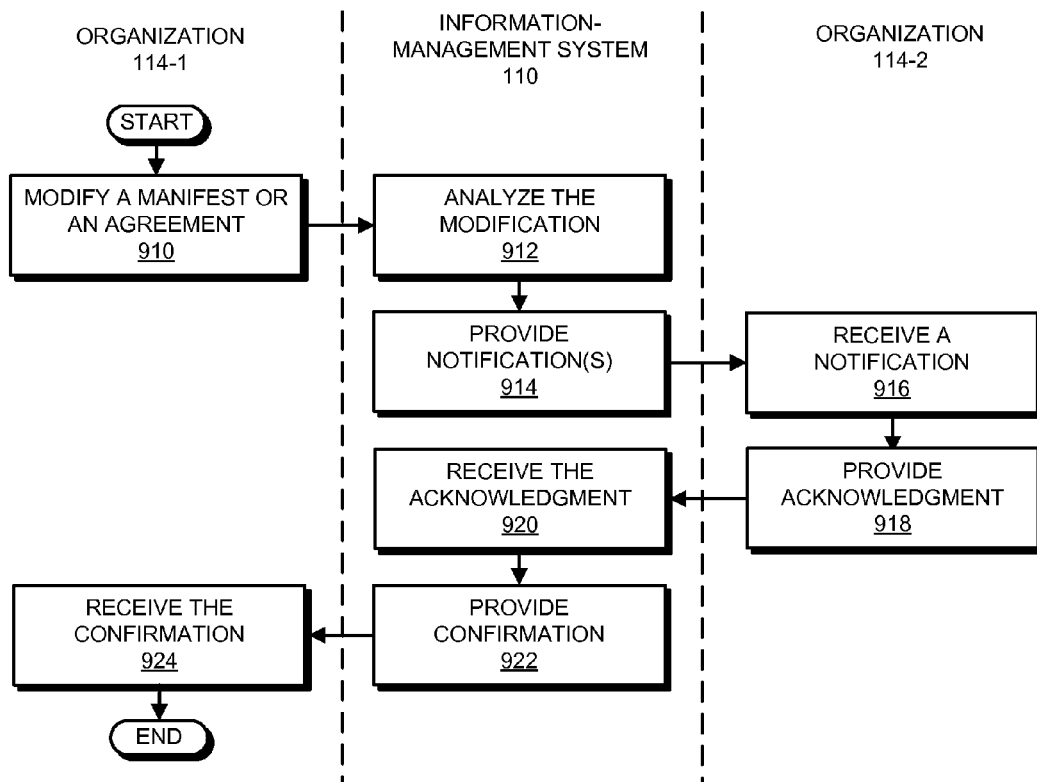 ORGANIZATION
114-1
INFORMATION-
MANAGEMENT SYSTEM
110
ORGANIZATION
114-2
START
MODIFY A MANIFEST OR
AN AGREEMENT
910
ANALYZE THE
MODIFICATION
912
PROVIDE
NOTIFICATION(S)
914
RECEIVE A
NOTIFICATION
916
PROVIDE
ACKNOWLEDGMENT
918
RECEIVE THE
ACKNOWLEDGMENT
920
PROVIDE
CONFIRMATION
922
RECEIVE THE
CONFIRMATION
924
END